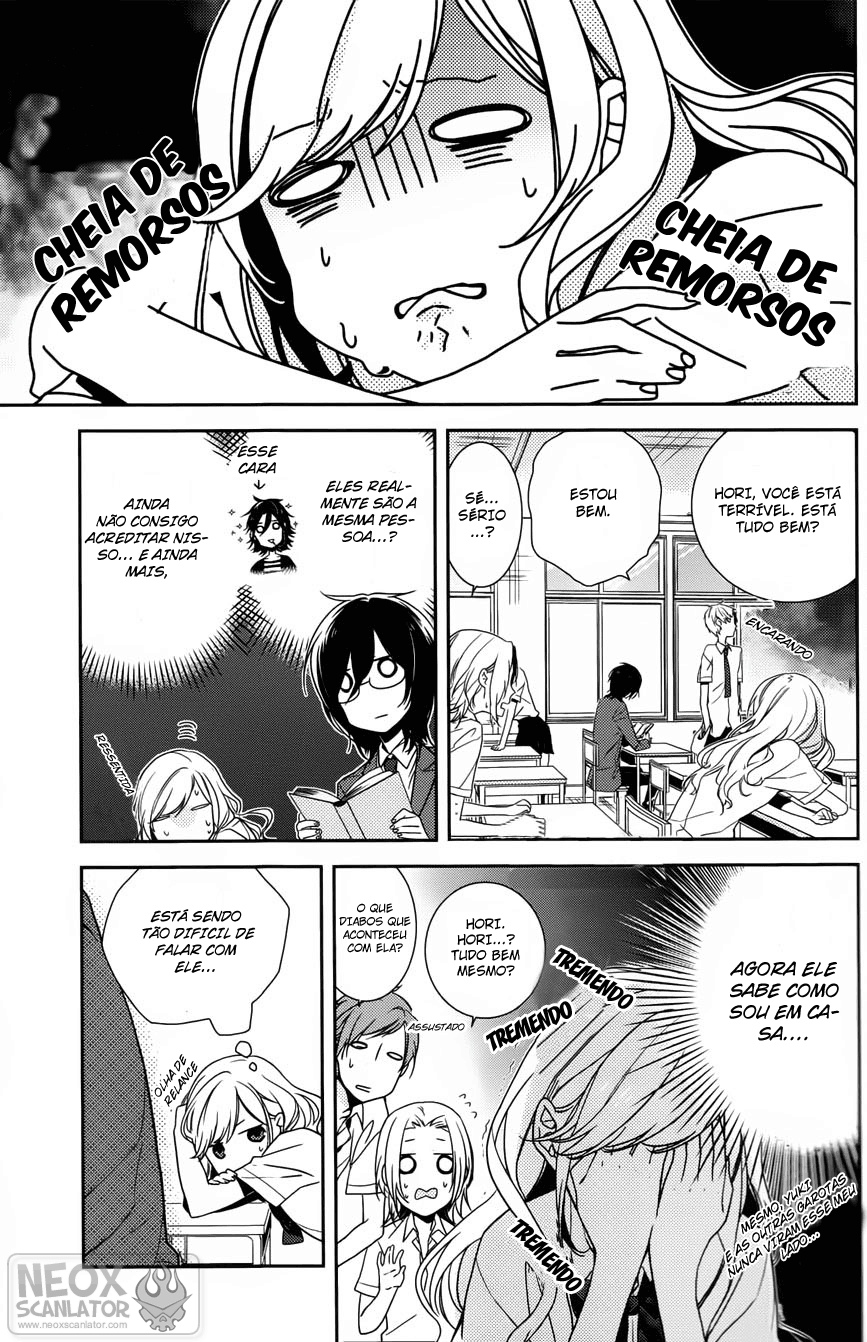 CHEIA DE
REMORSOS
CHEIA DE
REMORSOS
HORI, VOCÊ ESTÁ
TERRÍVEL. ESTÁ
TUDO BEM?
ESTOU
BEM.
SÉ...
SÉRIO
...?
ENCARANDO
ELES REAL-
MENTE SÃO A
MESMA PES-
SOA...?
ESSE
CARA
AINDA
NÃO CONSIGO
ACREDITAR NIS-
SO... E AINDA
MAIS,
RESSENTIDA
AGORA ELE
SABE COMO
SOU EM CA-
SA....
MESMO, YUKI
E AS OUTRAS GAROTAS
NUNCA VIRAM ESSE MEU
LADO...
TREMENDO
TREMENDO
TREMENDO
HORI.
HORI...?
TUDO BEM
MESMO?
O QUE
DIABOS QUE
ACONTECEU
COM ELA?
ASSUSTADO
ESTÁ SENDO
TÃO DIFICIL DE
FALAR COM
ELE...
OLHA DE
RELANCE
NEOX
SCANLATOR
www.neoxscanlator.com